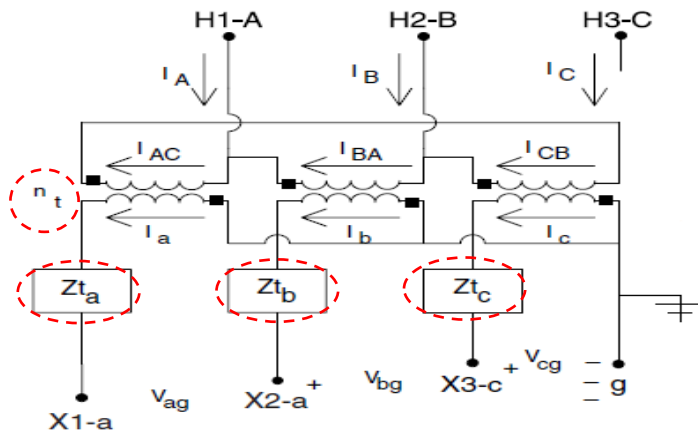 H1-A H2-B H3-C
I A I B I C
I AC I BA I CB
n t
I a I b I c
Zt a Zt b Zt c
V ag X2-a + V bg X3-c + V cg g
X1-a